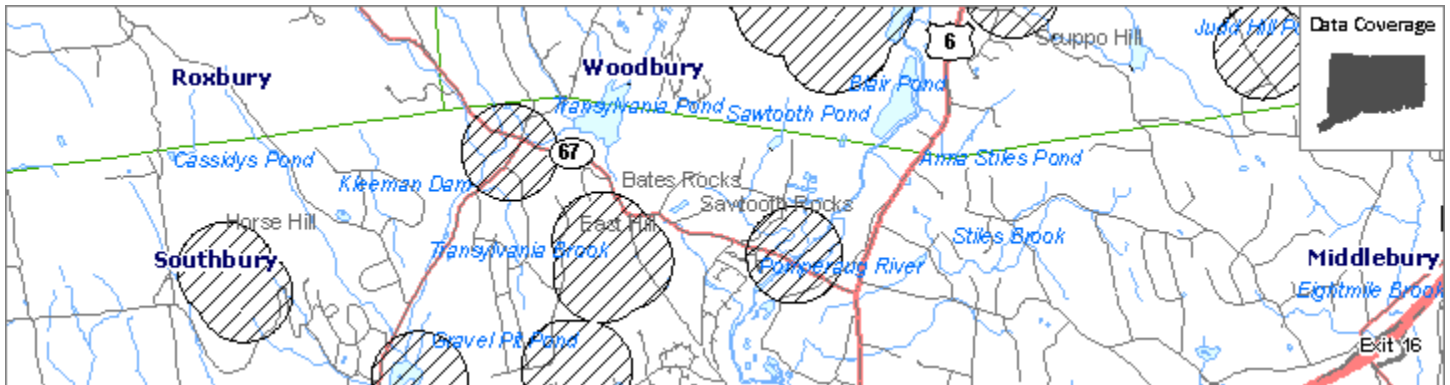 Data Coverage
6
Scuppo Hill
Roxbury
Woodbury
Blair Pond
Transylvania Pond
Sawtooth Pond
67
Cassidys Pond
Anna Stiles Pond
Kleeman Dam
Bates Rocks
Sawtooth Rocks
Horse Hill
East Hill
Stiles Brook
Transylvania Brook
Southbury
Pomperaug River
Middlebury
Eightmile Brook
Gravel Pit Pond
Exit 16
Judd Hill